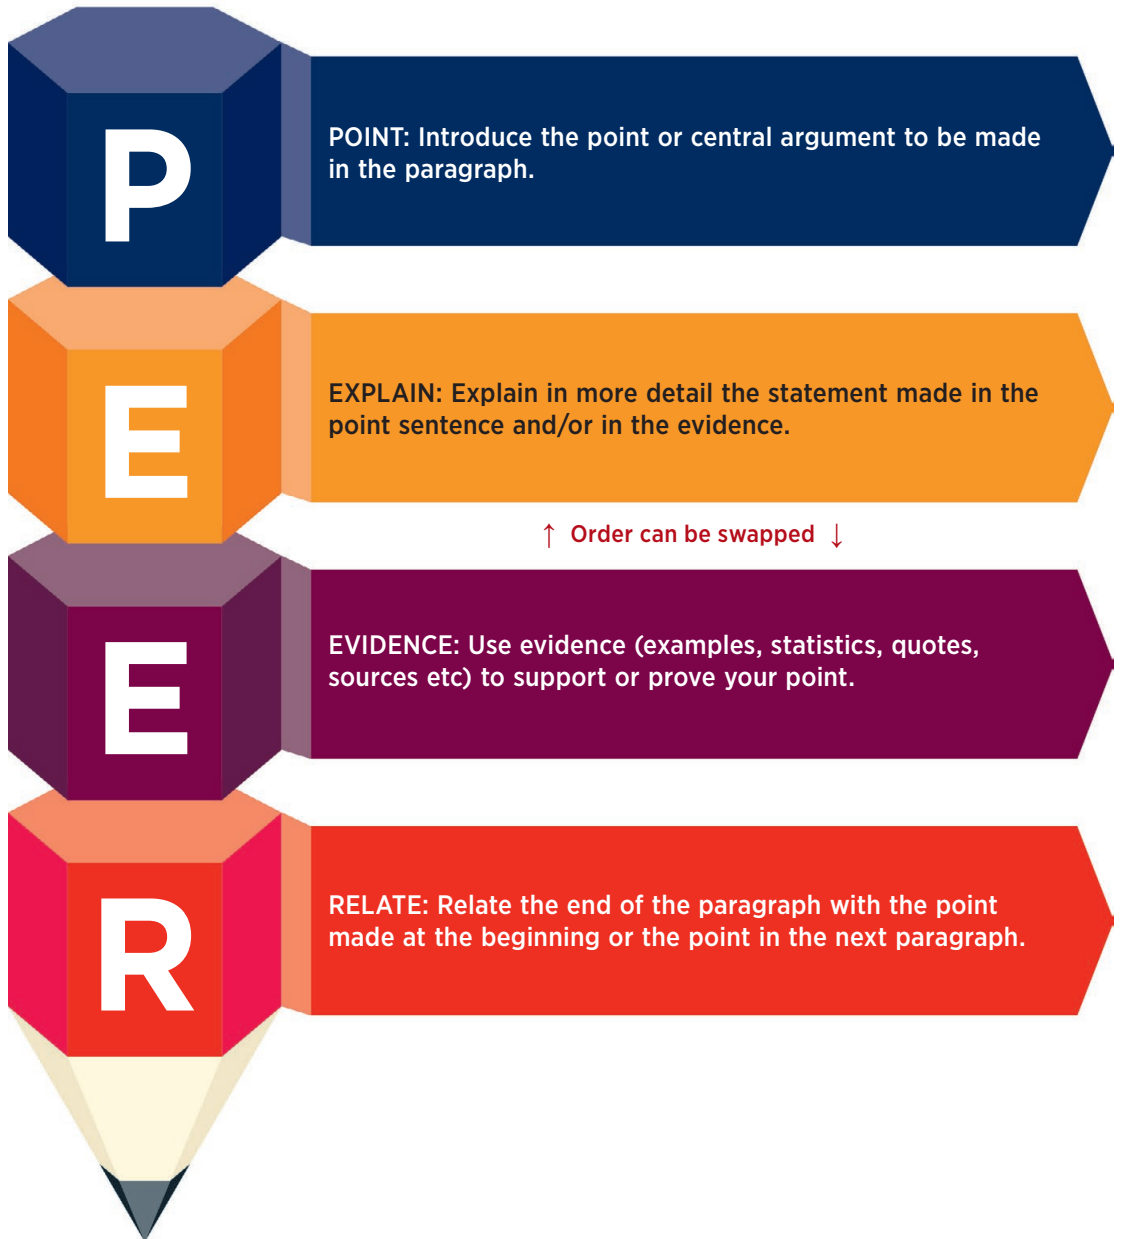 P
POINT: Introduce the point or central argument to be made
in the paragraph.
E
EXPLAIN: Explain in more detail the statement made in the
point sentence and/or in the evidence.
↑ Order can be swapped ↓
E
EVIDENCE: Use evidence (examples, statistics, quotes,
sources etc) to support or prove your point.
R
RELATE: Relate the end of the paragraph with the point
made at the beginning or the point in the next paragraph.